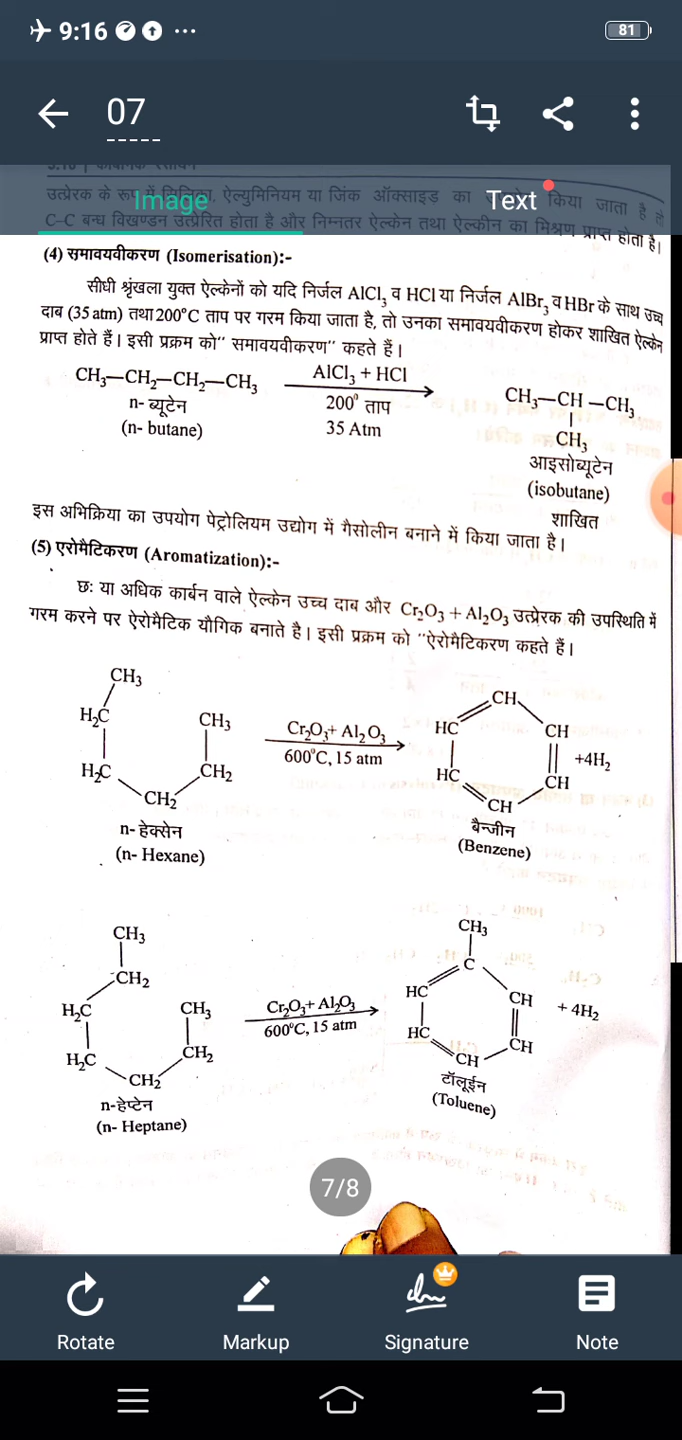 9:16
81
07
Image
Text
उत्प्रेरक के रूप में सिलिका, ऐल्युमिनियम या जिंक ऑक्साइड का किया जाता है
C-C बन्ध विखण्डन उत्प्रेरित होता है और निम्नतर ऐल्केन तथा ऐल्कीन का मिश्रण प्राप्त होता है।
(4) समावयवीकरण (Isomerisation):-
सीधी श्रृंखला युक्त ऐल्केनों को यदि निर्जल AlCl₃ व HCl या निर्जल AlBr₃ व HBr के साथ उच्च
दाब (35 atm) तथा 200°C ताप पर गरम किया जाता है, तो उनका समावयवीकरण होकर शाखित ऐल्केन
प्राप्त होते हैं। इसी प्रक्रम को" समावयवीकरण" कहते हैं।
CH₃—CH₂—CH₂—CH₃
n- ब्यूटेन
(n- butane)
AlCl₃ + HCl
200° ताप
35 Atm
CH₃—CH—CH₃
CH₃
आइसोब्यूटेन
(isobutane)
शाखित
इस अभिक्रिया का उपयोग पेट्रोलियम उद्योग में गैसोलीन बनाने में किया जाता है।
(5) एरोमैटिकरण (Aromatization):-
छः या अधिक कार्बन वाले ऐल्केन उच्च दाब और Cr₂O₃ + Al₂O₃ उत्प्रेरक की उपस्थिति में
गरम करने पर ऐरोमैटिक यौगिक बनाते है। इसी प्रक्रम को "ऐरोमैटिकरण कहते हैं।
CH₃
H₂C CH₃
H₂C CH₂
CH₂
n- हेक्सेन
(n- Hexane)
Cr₂O₃+ Al₂O₃
600°C, 15 atm
CH
HC CH
HC CH
CH
+4H₂
बैन्जीन
(Benzene)
CH₃
CH₂
H₂C CH₃
H₂C CH₂
CH₂
n-हेप्टेन
(n- Heptane)
Cr₂O₃+ Al₂O₃
600°C, 15 atm
CH₃
C
HC CH
HC CH
CH
+ 4H₂
टॉलूईन
(Toluene)
7/8
Rotate
Markup
Signature
Note